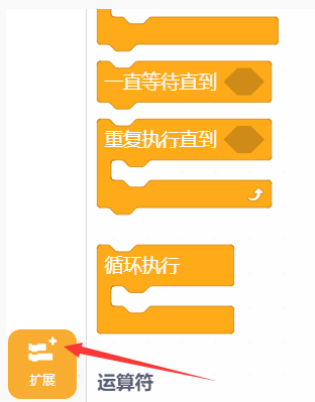 一直等待直到
重复执行直到
循环执行
扩展
运算符